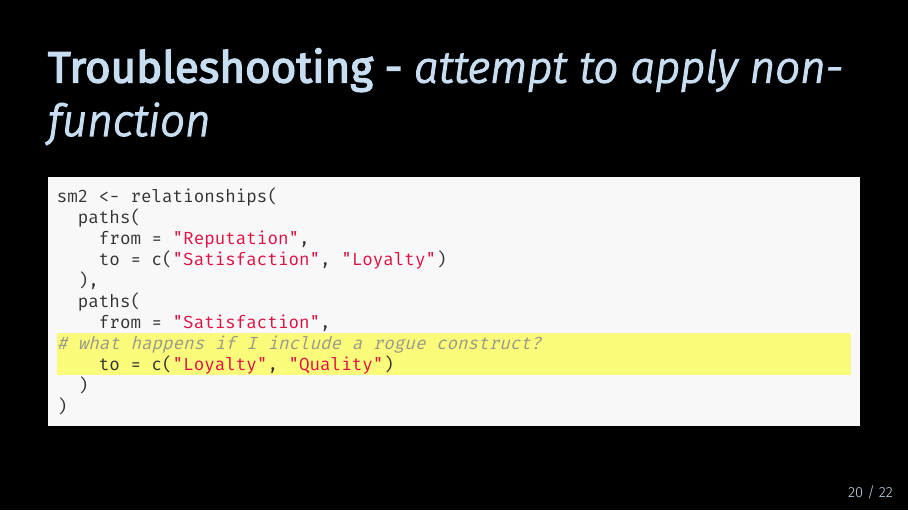 Troubleshooting - attempt to apply non-
function
sm2 <- relationships(
  paths(
    from = "Reputation",
    to = c("Satisfaction", "Loyalty")
  ),
  paths(
    from = "Satisfaction",
# what happens if I include a rogue construct?
    to = c("Loyalty", "Quality")
  )
)
20 / 22